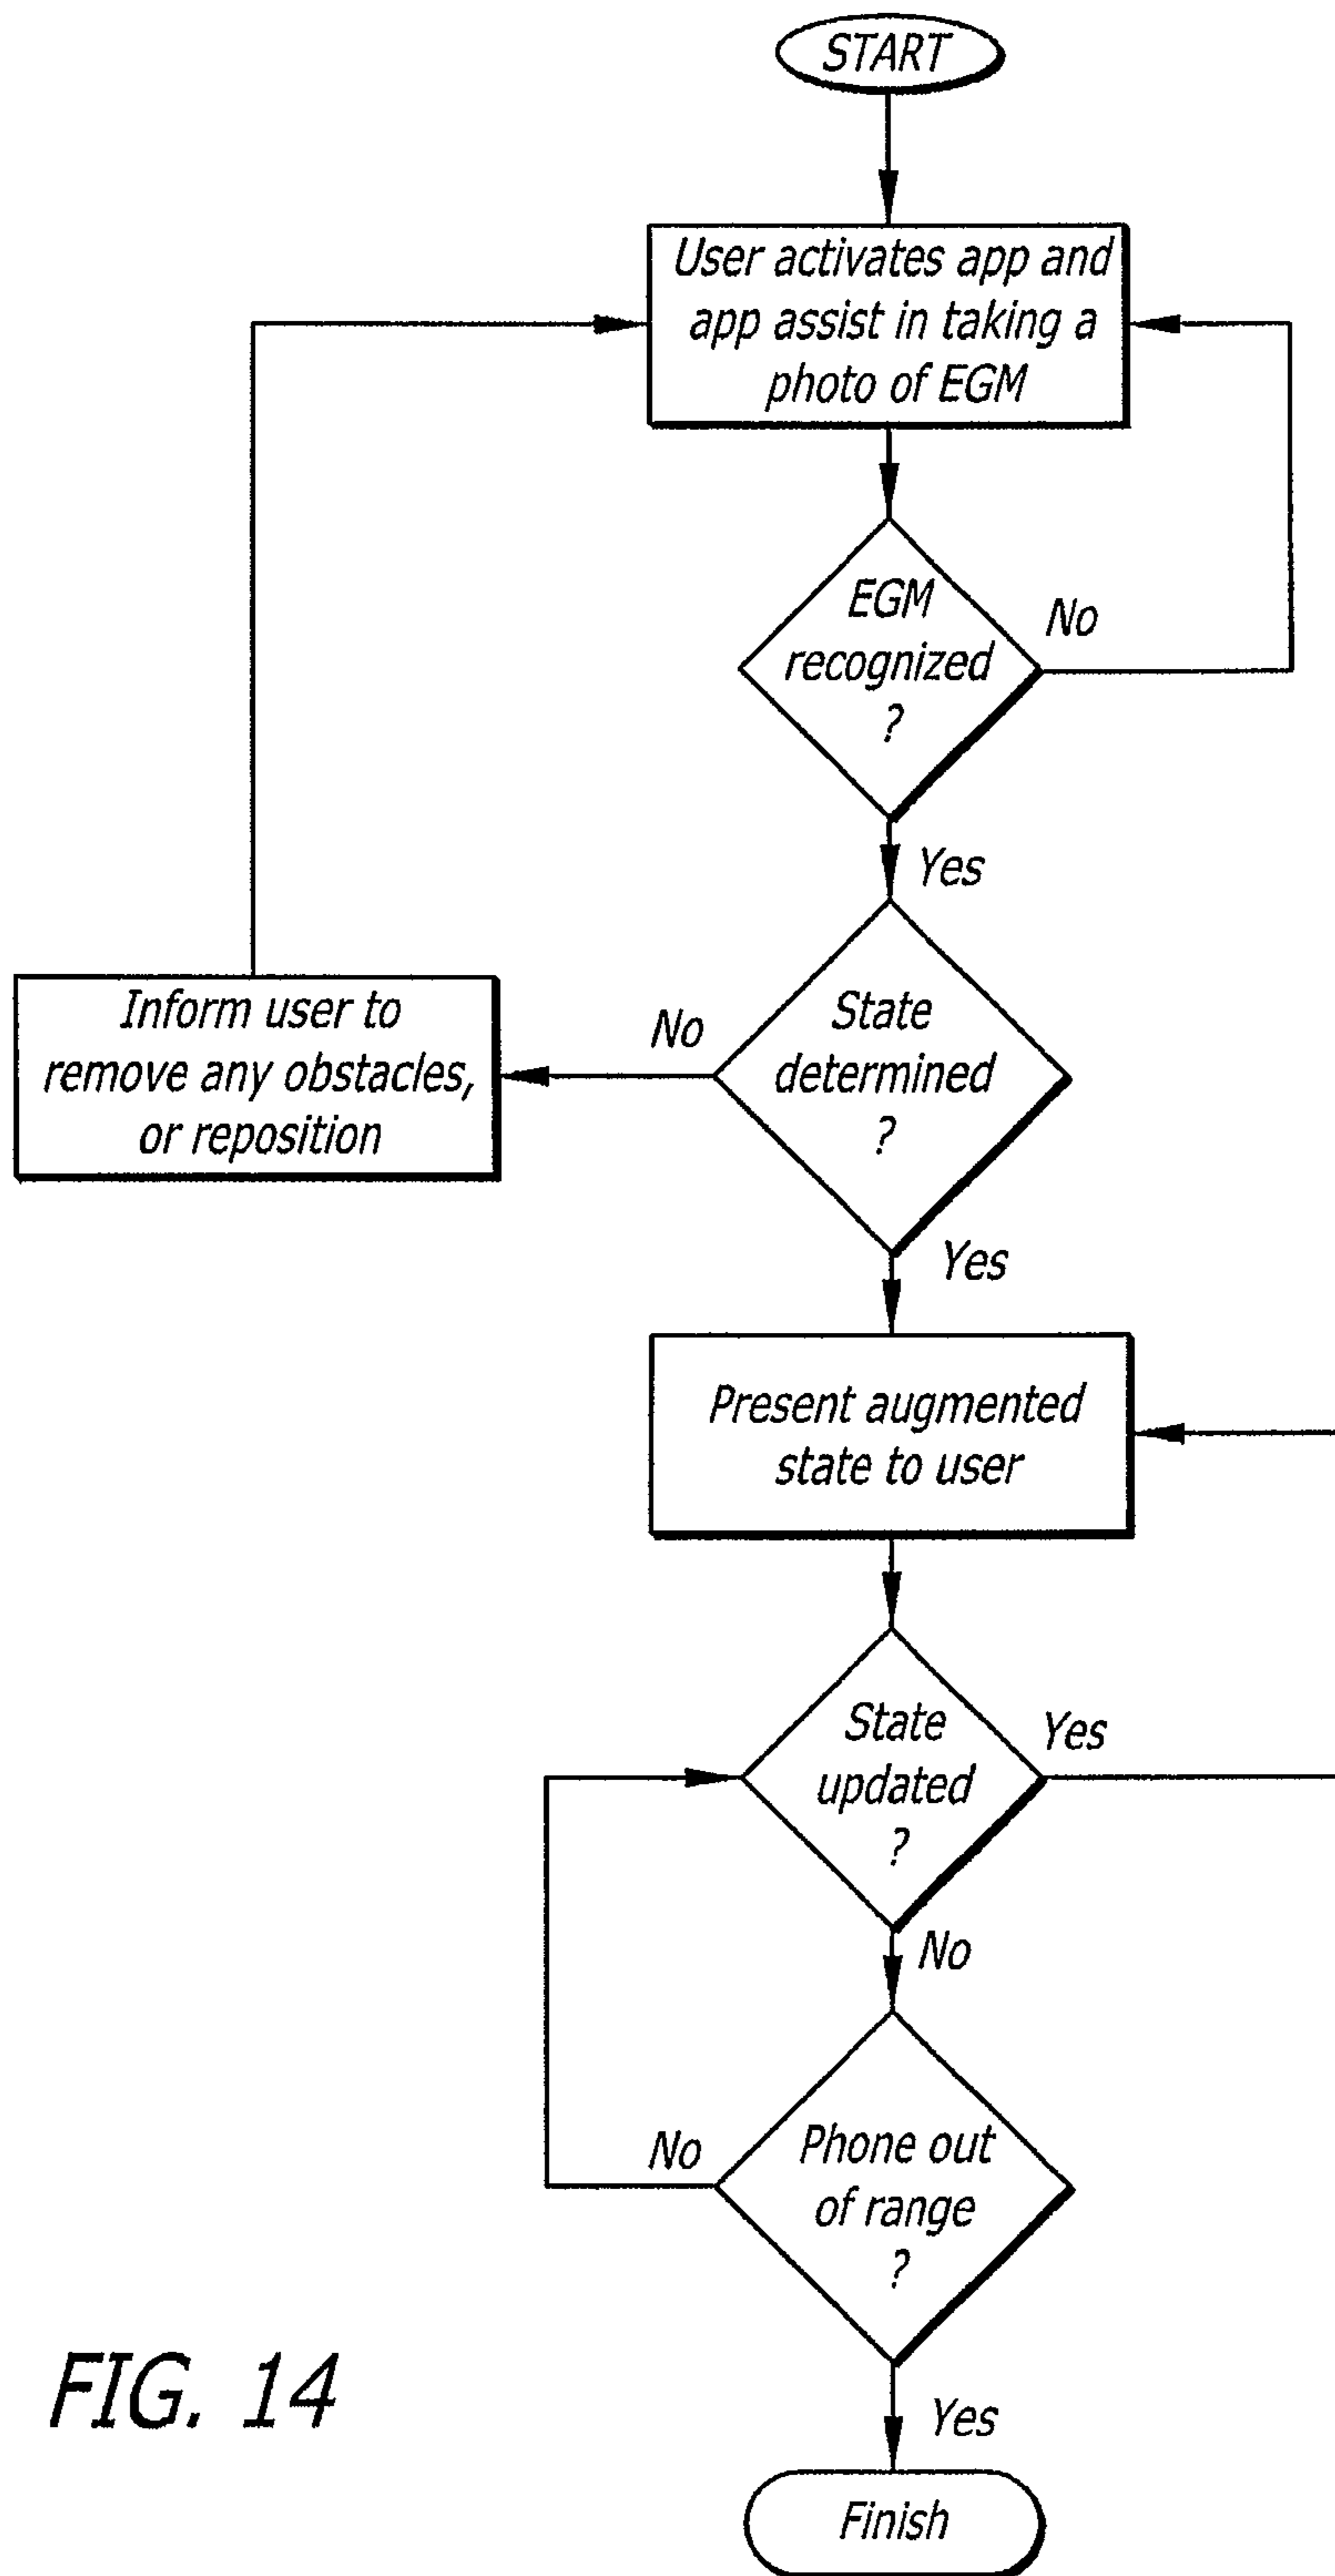 START
User activates app and
app assist in taking a
photo of EGM
EGM
recognized
?
No
Yes
State
determined
?
No
Inform user to
remove any obstacles,
or reposition
Yes
Present augmented
state to user
State
updated
?
Yes
No
Phone out
of range
?
No
Yes
Finish
FIG. 14